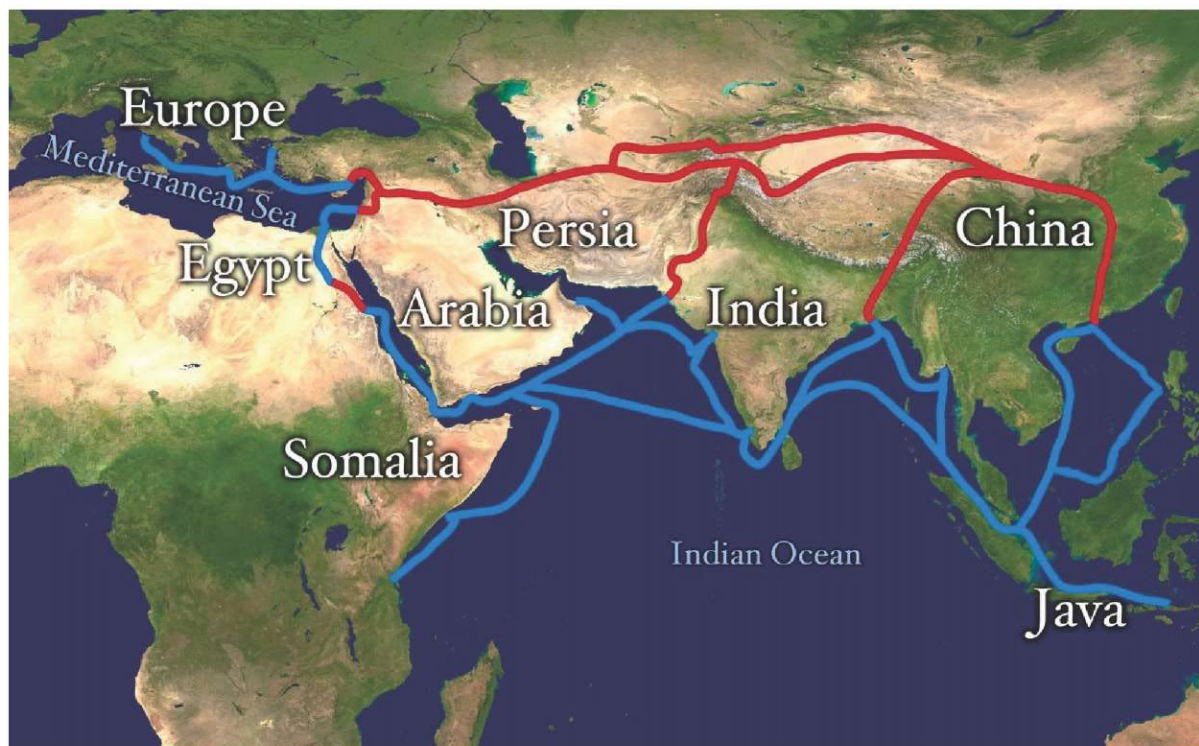 Europe
Mediterranean Sea
Egypt
Persia
China
Arabia
India
Somalia
Indian Ocean
Java